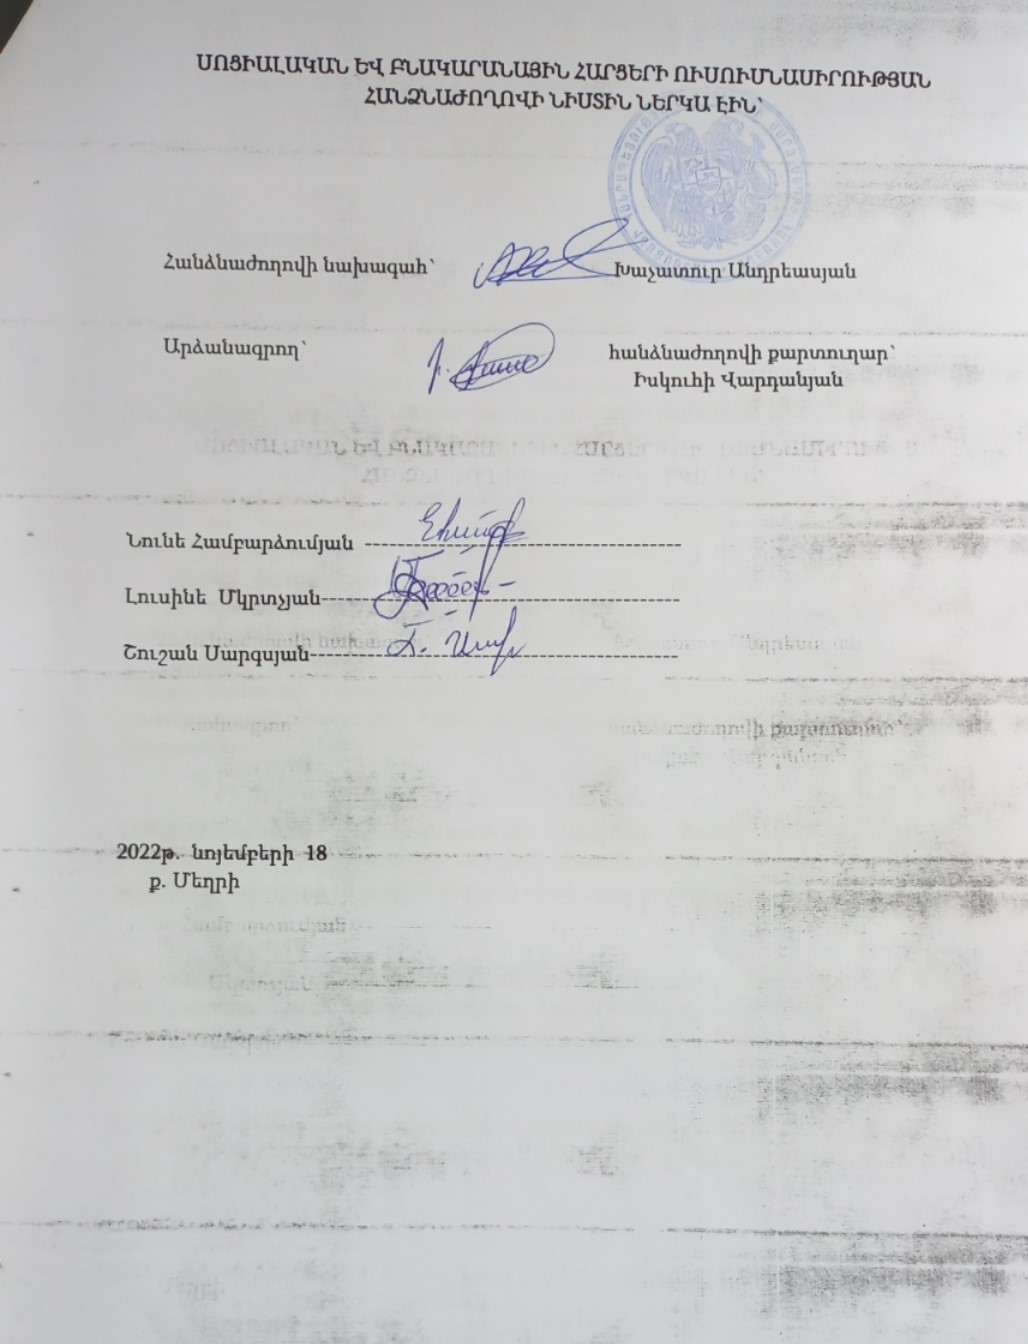 ՍՈՑԻԱԼԱԿԱՆ ԵՎ ԲՆԱԿԱՐԱՆԱՅԻՆ ՀԱՐՑԵՐԻ ՈՒՍՈՒՄՆԱՍԻՐՈՒԹՅԱՆ
ՀԱՆՁՆԱԺՈՂՈՎԻ ՆԻՍՏԻՆ ՆԵՐԿԱ ԷԻՆ՝
Հանձնաժողովի նախագահ՝ Խաչատուր Անդրեասյան
Արձանագրող՝ հանձնաժողովի քարտուղար՝
Իսկուհի Վարդանյան
Նունե Համբարձումյան ------------------------------------
Լուսինե Մկրտչյան-----------------------------------------
Շուշան Սարգսյան------------------------------------------
2022թ. նոյեմբերի 18
ք. Մեղրի